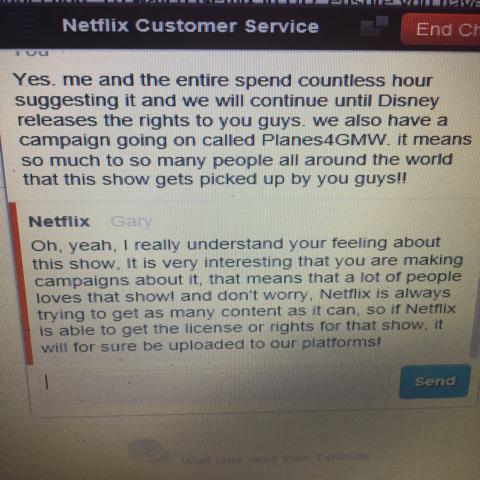 Netflix Customer Service
End Ch
You
Yes. me and the entire spend countless hour
suggesting it and we will continue until Disney
releases the rights to you guys. we also have a
campaign going on called Planes4GMW. it means
so much to so many people all around the world
that this show gets picked up by you guys!!
Netflix Gary
Oh, yeah, I really understand your feeling about
this show, It is very interesting that you are making
campaigns about it, that means that a lot of people
loves that show! and don't worry, Netflix is always
trying to get as many content as it can, so if Netflix
is able to get the license or rights for that show, it
will for sure be uploaded to our platforms!
Send
Wait time: less than 1 minute